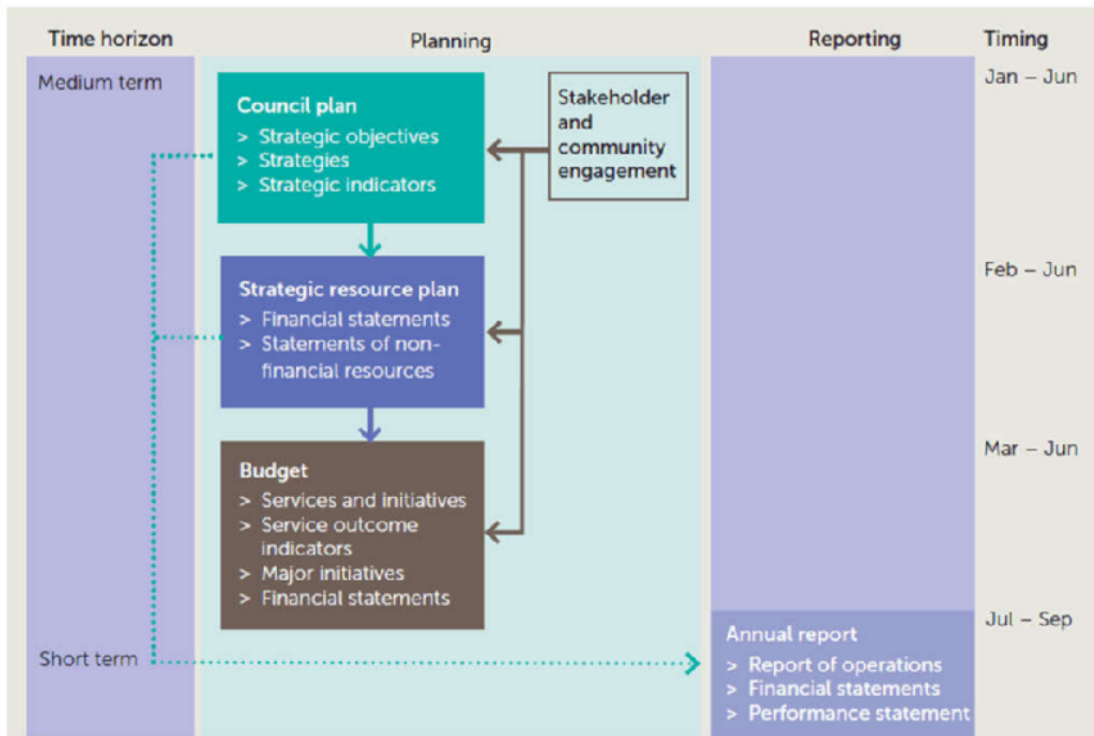 Time horizon
Planning
Reporting
Timing
Medium term
Jan – Jun
Council plan
> Strategic objectives
> Strategies
> Strategic indicators
Stakeholder
and
community
engagement
Feb – Jun
Strategic resource plan
> Financial statements
> Statements of non-
financial resources
Mar – Jun
Budget
> Services and initiatives
> Service outcome
indicators
> Major initiatives
> Financial statements
Jul – Sep
Short term
Annual report
> Report of operations
> Financial statements
> Performance statement